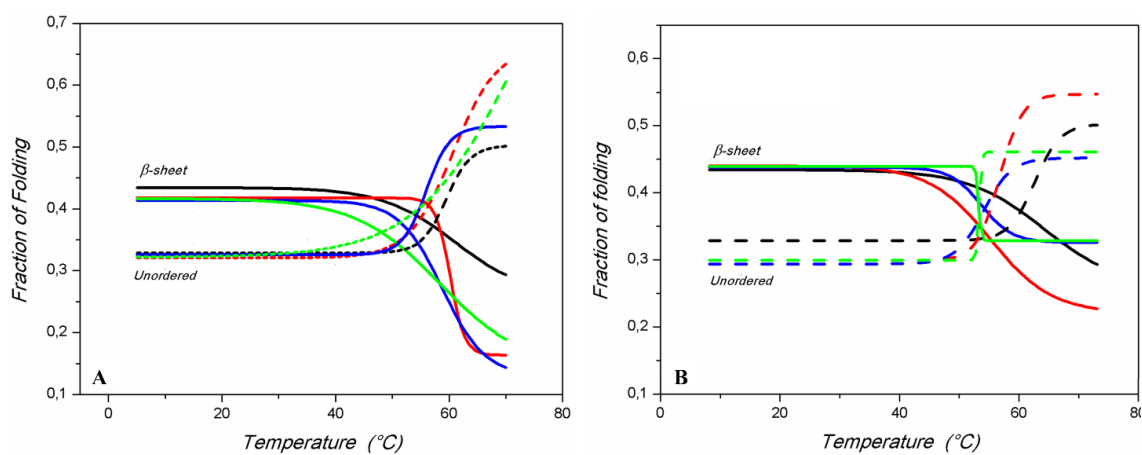 0,7
0,6
0,5
0,4
0,3
0,2
0,1
Fraction of Folding
β-sheet
Unordered
A
0
20
40
60
80
Temperature (°C)
0,6
0,5
0,4
0,3
0,2
0,1
Fraction of folding
β-sheet
Unordered
B
0
20
40
60
80
Temperature (°C)